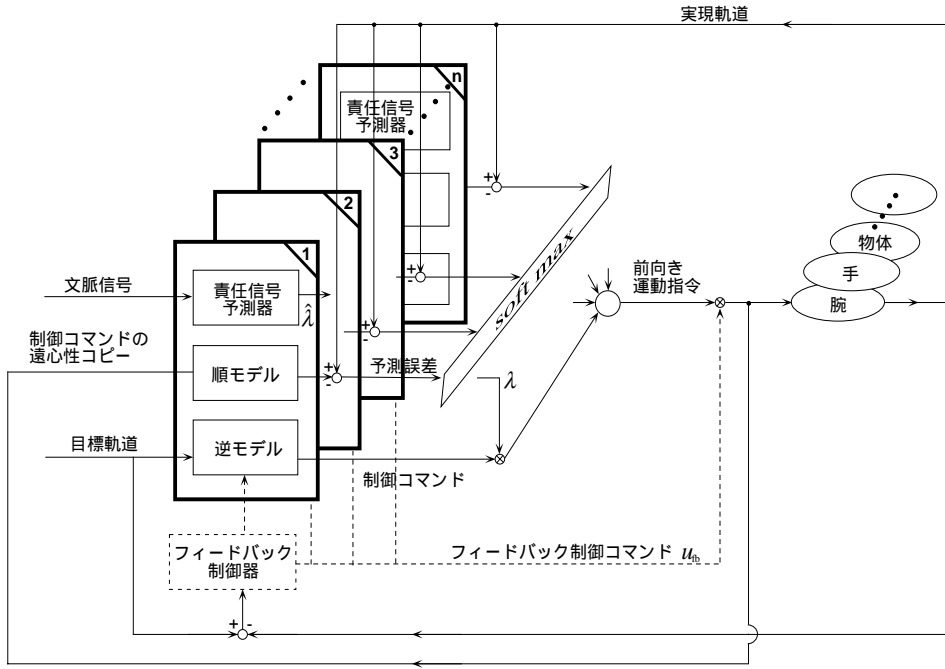 実現軌道
n
責任信号
予測器
3
2
1
+
-
soft max
物体
手
腕
文脈信号
責任信号
予測器
λ̂
+
-
前向き
運動指令
制御コマンドの
遠心性コピー
順モデル
+
-
+
-
予測誤差
λ
目標軌道
逆モデル
制御コマンド
フィードバック
制御器
フィードバック制御コマンド u_fb
+
-